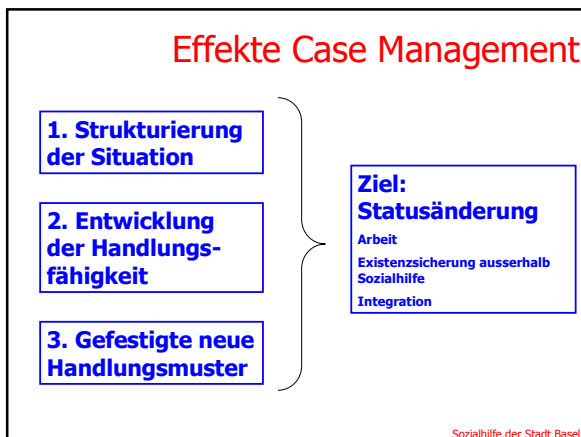 Effekte Case Management
1. Strukturierung
der Situation
2. Entwicklung
der Handlungs-
fähigkeit
3. Gefestigte neue
Handlungsmuster
Ziel:
Statusänderung
Arbeit
Existenzsicherung ausserhalb
Sozialhilfe
Integration
Sozialhilfe der Stadt Basel